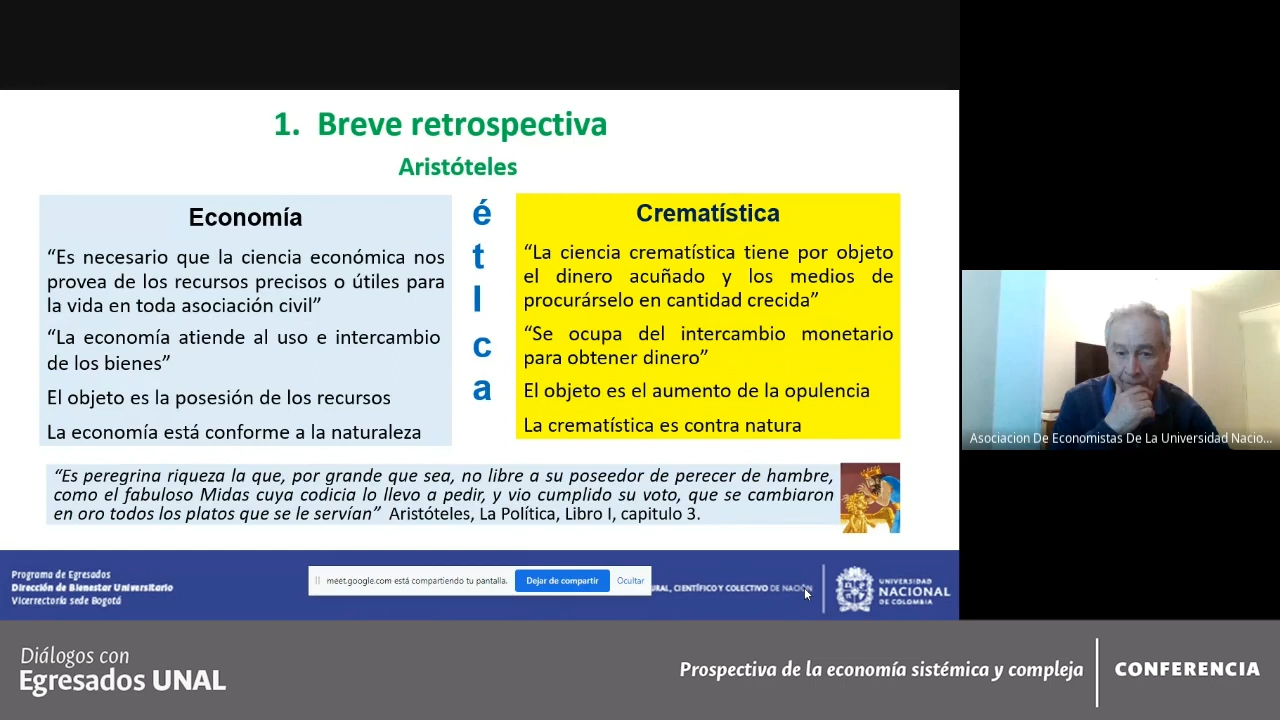 1. Breve retrospectiva
Aristóteles
Economía
“Es necesario que la ciencia económica nos
provea de los recursos precisos o útiles para
la vida en toda asociación civil”
“La economía atiende al uso e intercambio
de los bienes”
El objeto es la posesión de los recursos
La economía está conforme a la naturaleza
é
t
I
c
a
Crematística
“La ciencia crematística tiene por objeto
el dinero acuñado y los medios de
procurárselo en cantidad crecida”
“Se ocupa del intercambio monetario
para obtener dinero”
El objeto es el aumento de la opulencia
La crematística es contra natura
“Es peregrina riqueza la que, por grande que sea, no libre a su poseedor de perecer de hambre,
como el fabuloso Midas cuya codicia lo llevo a pedir, y vio cumplido su voto, que se cambiaron
en oro todos los platos que se le servían” Aristóteles, La Política, Libro I, capitulo 3.
Asociacion De Economistas De La Universidad Nacio...
Programa de Egresados
Dirección de Bienestar Universitario
Vicerrectoría sede Bogotá
meet.google.com está compartiendo tu pantalla.
Dejar de compartir
Ocultar
URAL, CIENTÍFICO Y COLECTIVO DE NACIÓN
UNIVERSIDAD
NACIONAL
DE COLOMBIA
Diálogos con
Egresados UNAL
Prospectiva de la economía sistémica y compleja
CONFERENCIA